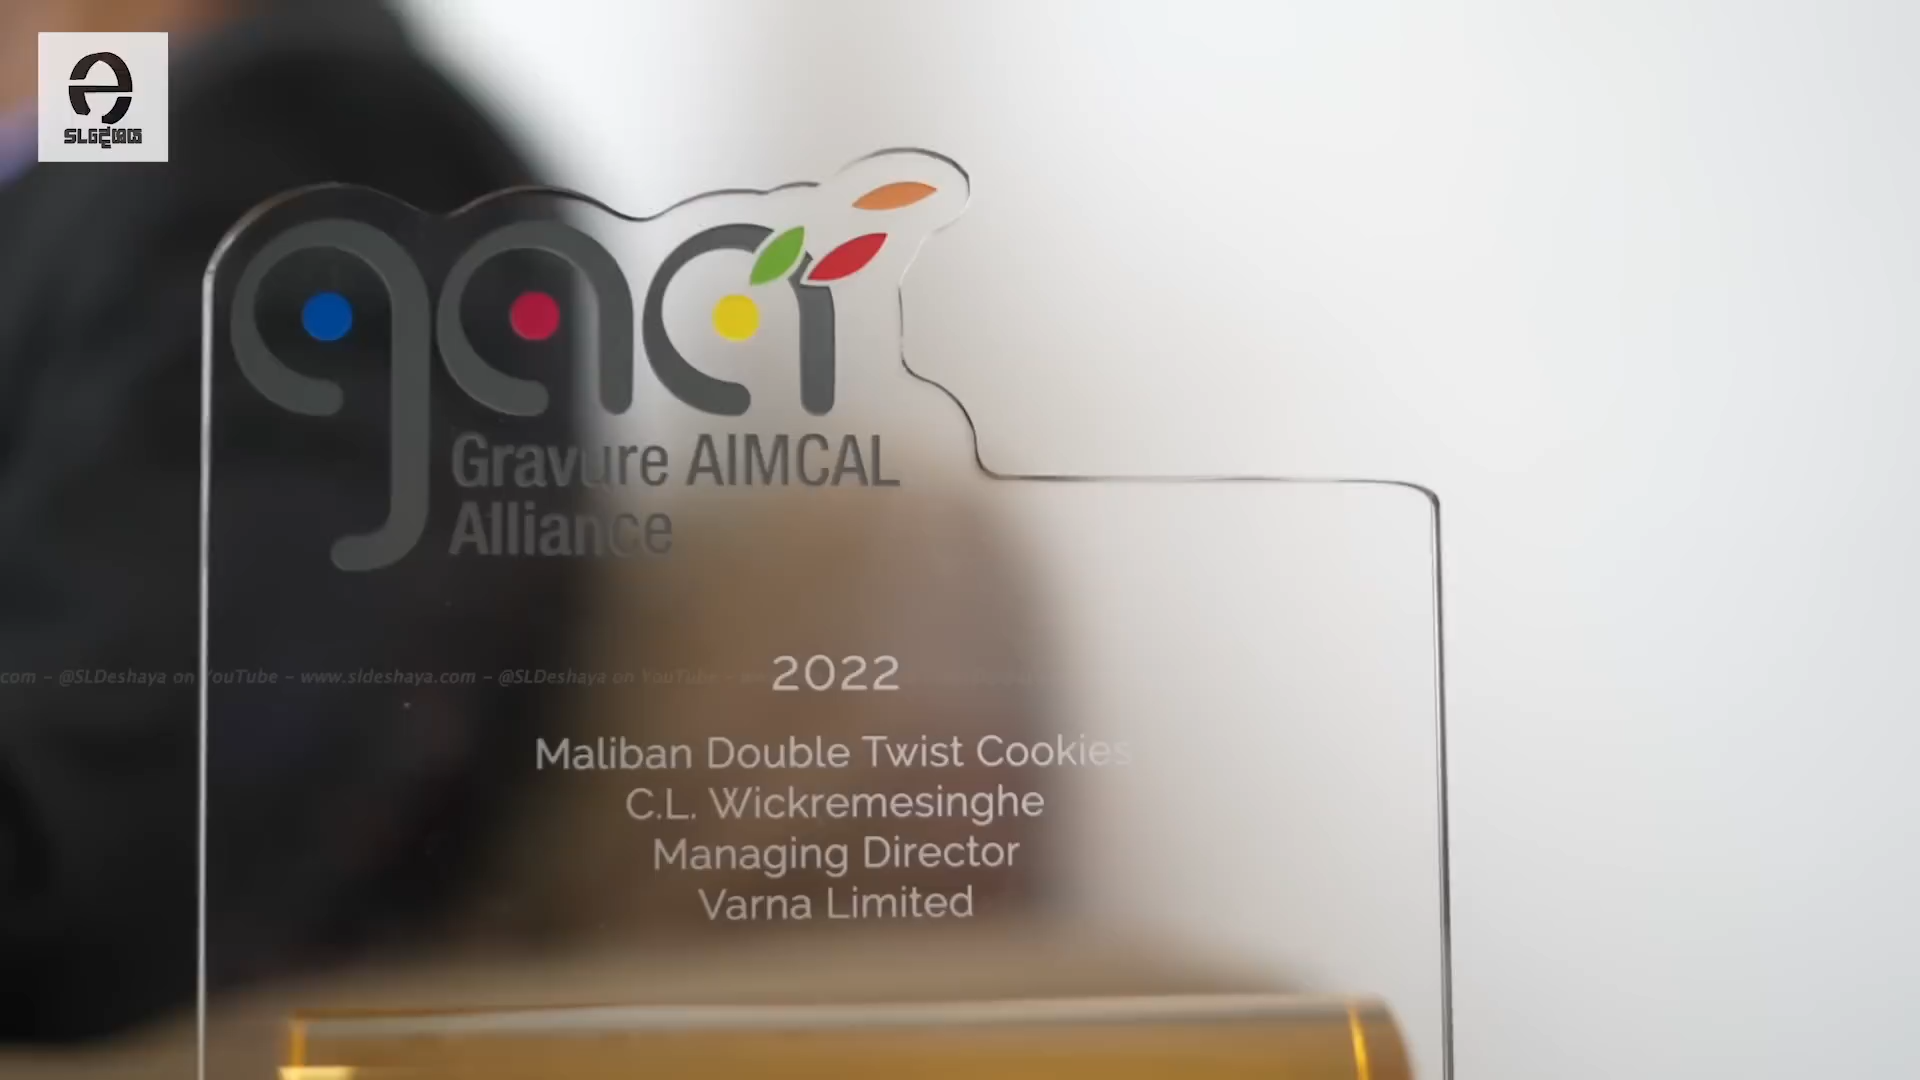 SLදේශය
gaa
Gravure AIMCAL
Alliance
2022
com – @SLDeshaya on YouTube – www.sldeshaya.com – @SLDeshaya on YouTube –
Maliban Double Twist Cookies
C.L. Wickremesinghe
Managing Director
Varna Limited